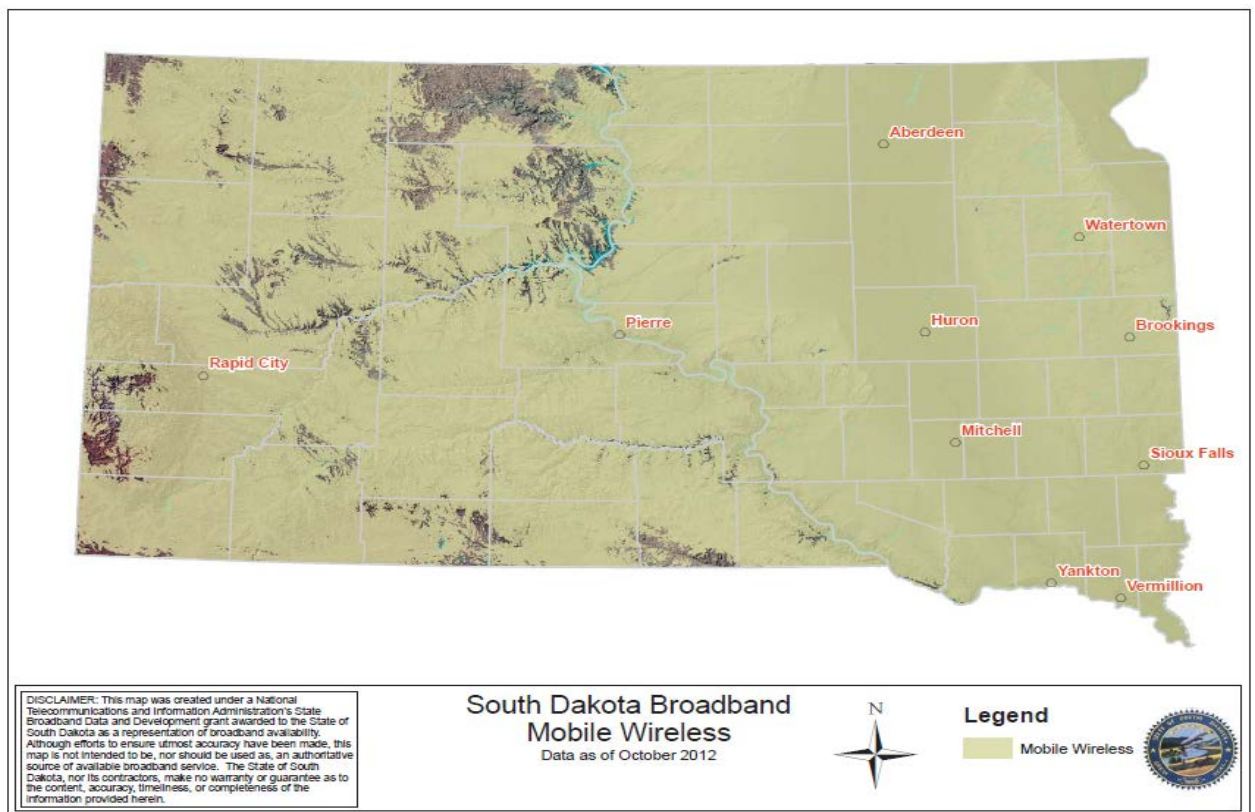 Aberdeen
Watertown
Pierre
Huron
Brookings
Rapid City
Mitchell
Sioux Falls
Yankton
Vermillion
DISCLAIMER: This map was created under a National
Telecommunications and Information Administration's State
Broadband Data and Development grant awarded to the State of
South Dakota as a representation of broadband availability.
Although efforts to ensure utmost accuracy have been made, this
map is not intended to be, nor should be used as, an authoritative
source of available broadband service. The State of South
Dakota, nor its contractors, make no warranty or guarantee as to
the content, accuracy, timeliness, or completeness of the
information provided herein.
South Dakota Broadband
Mobile Wireless
Data as of October 2012
N
Legend
Mobile Wireless